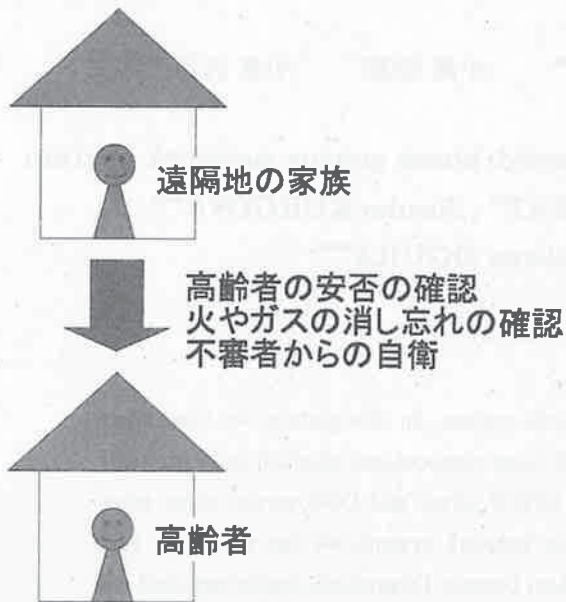 遠隔地の家族
高齢者の安否の確認
火やガスの消し忘れの確認
不審者からの自衛
高齢者